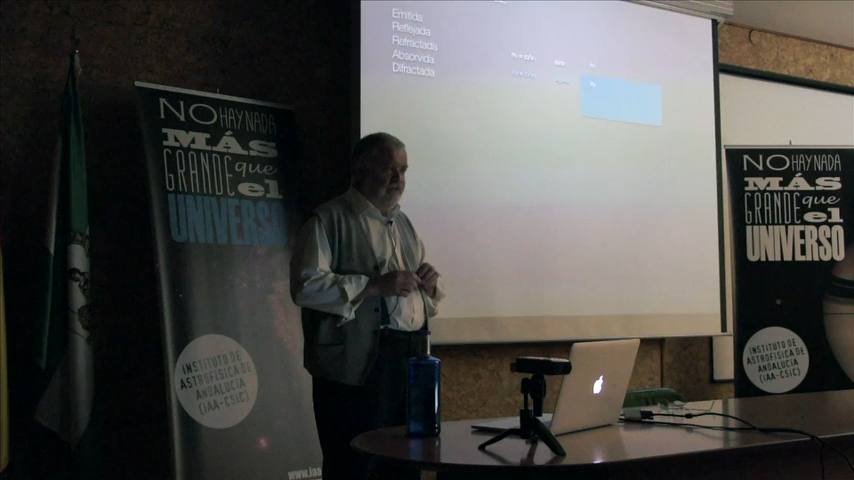 Emitida
Reflejada
Refractada
Absorvida
Difractada
NO HAY NADA
MÁS
GRANDE que
el
UNIVERSO
INSTITUTO DE
ASTROFÍSICA DE
ANDALUCÍA
(IAA-CSIC)
NO HAY NADA
MÁS
GRANDE que
el
UNIVERSO
INSTITUTO DE
ASTROFÍSICA DE
ANDALUCÍA
(IAA-CSIC)